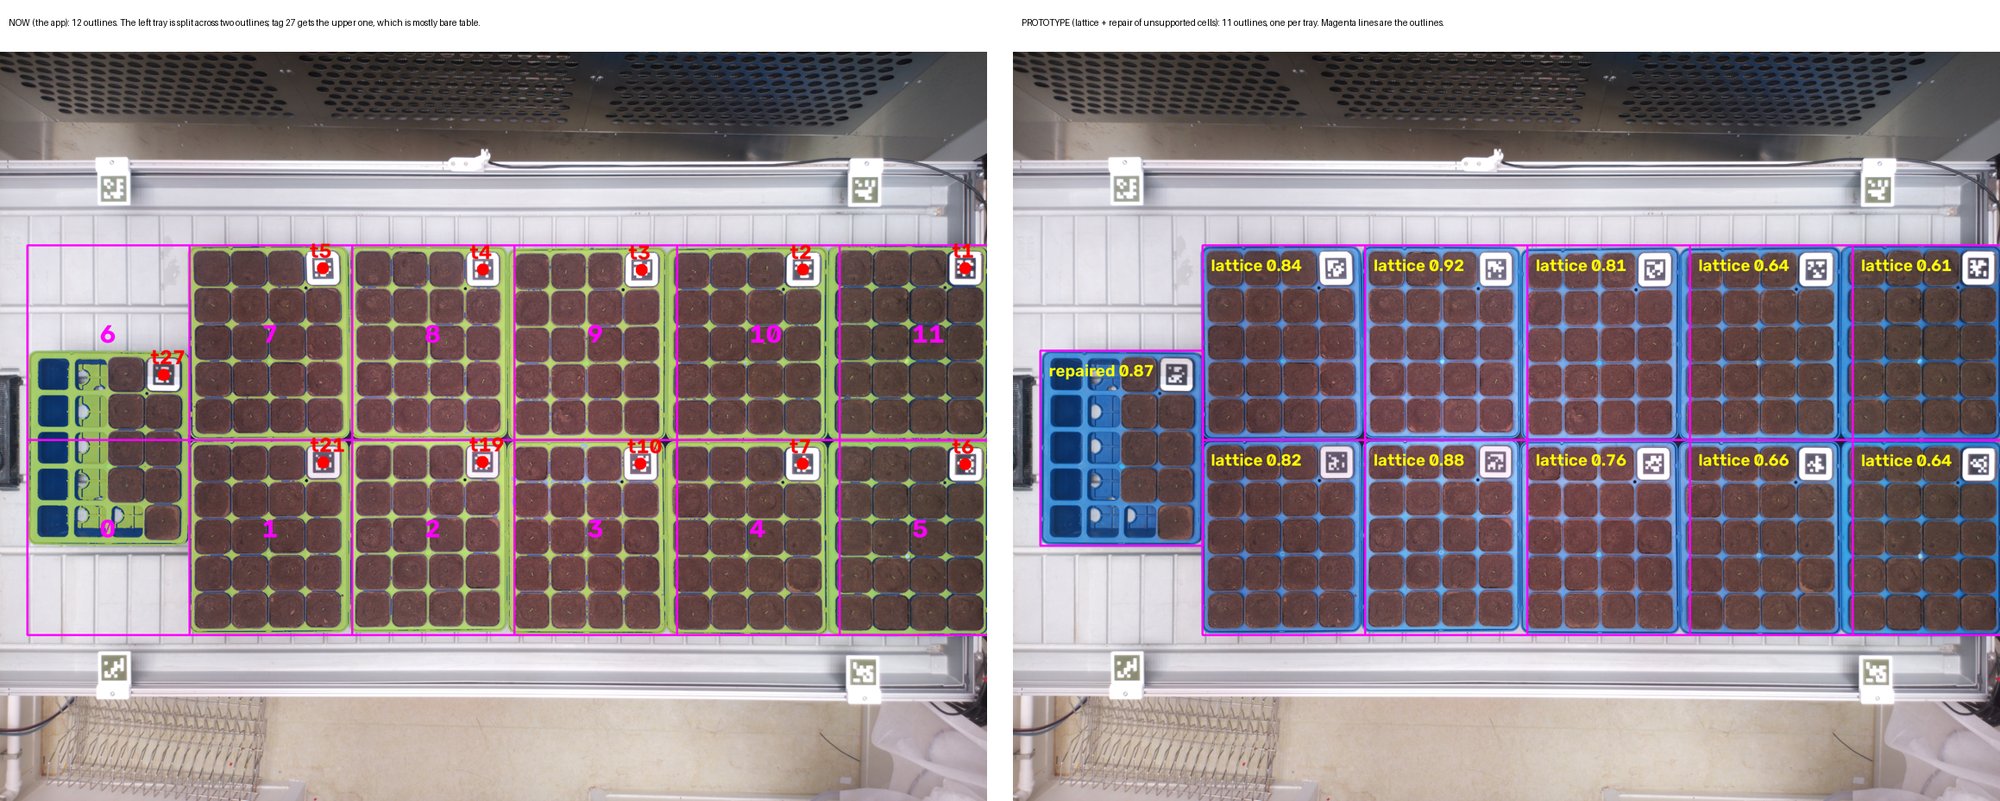 NOW (the app): 12 outlines. The left tray is split across two outlines; tag 27 gets the upper one, which is mostly bare table.
PROTOTYPE (lattice + repair of unsupported cells): 11 outlines, one per tray. Magenta lines are the outlines.
t5
t4
t3
t2
t1
6
7
8
9
10
11
t27
t21
t19
t10
t7
t6
0
1
2
3
4
5
lattice 0.84
lattice 0.92
lattice 0.81
lattice 0.64
lattice 0.61
repaired 0.87
lattice 0.82
lattice 0.88
lattice 0.76
lattice 0.66
lattice 0.64